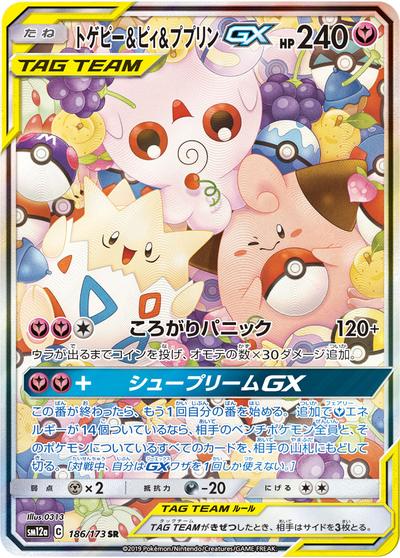 たね
トゲピー&ピィ&ププリンGX HP 240
TAG TEAM
ころがりパニック 120+
ウラが出るまでコインを投げ、オモテの数×30ダメージ追加。
+ シュープリームGX
この番が終わったら、もう1回自分の番を始める。追加でエネ
ルギーが14個ついているなら、相手のベンチポケモン全員と、そ
のポケモンについているすべてのカードを、相手の山札にもどして
切る。[対戦中、自分はGXワザを1回しか使えない。]
弱点 ×2 抵抗力 -20 にげる
Illus.0313
sm12a C 186/173 SR
TAG TEAM ルール
TAG TEAMがきぜつしたとき、相手はサイドを3枚とる。
©2019 Pokémon/Nintendo/Creatures/GAME FREAK.